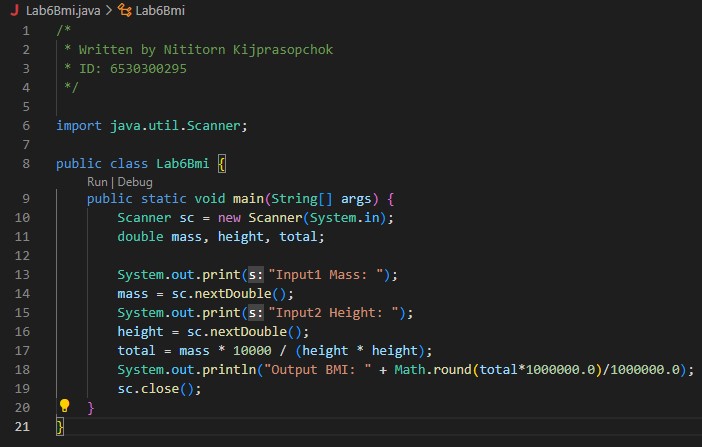 Lab6Bmi.java > Lab6Bmi
1 /*
2 * Written by Nititorn Kijprasopchok
3 * ID: 6530300295
4 */
5
6 import java.util.Scanner;
7
8 public class Lab6Bmi {
Run | Debug
9 public static void main(String[] args) {
10 Scanner sc = new Scanner(System.in);
11 double mass, height, total;
12
13 System.out.print(s: "Input1 Mass: ");
14 mass = sc.nextDouble();
15 System.out.print(s: "Input2 Height: ");
16 height = sc.nextDouble();
17 total = mass * 10000 / (height * height);
18 System.out.println("Output BMI: " + Math.round(total*1000000.0)/1000000.0);
19 sc.close();
20 }
21 }